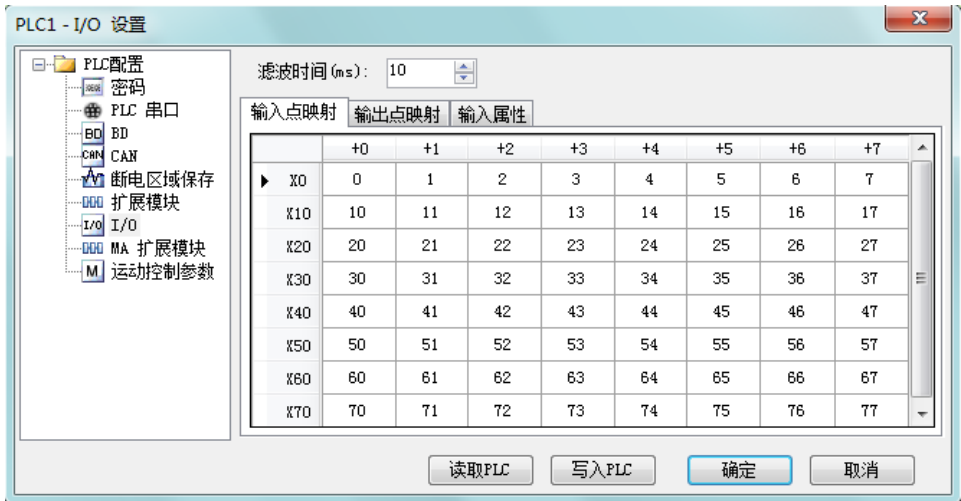 PLC1 - I/O 设置
PLC配置
密码
PLC 串口
BD BD
CAN CAN
断电区域保存
扩展模块
I/O I/O
MA 扩展模块
M 运动控制参数
滤波时间(ms): 10
输入点映射 输出点映射 输入属性
+0 +1 +2 +3 +4 +5 +6 +7
X0 0 1 2 3 4 5 6 7
X10 10 11 12 13 14 15 16 17
X20 20 21 22 23 24 25 26 27
X30 30 31 32 33 34 35 36 37
X40 40 41 42 43 44 45 46 47
X50 50 51 52 53 54 55 56 57
X60 60 61 62 63 64 65 66 67
X70 70 71 72 73 74 75 76 77
读取PLC 写入PLC 确定 取消